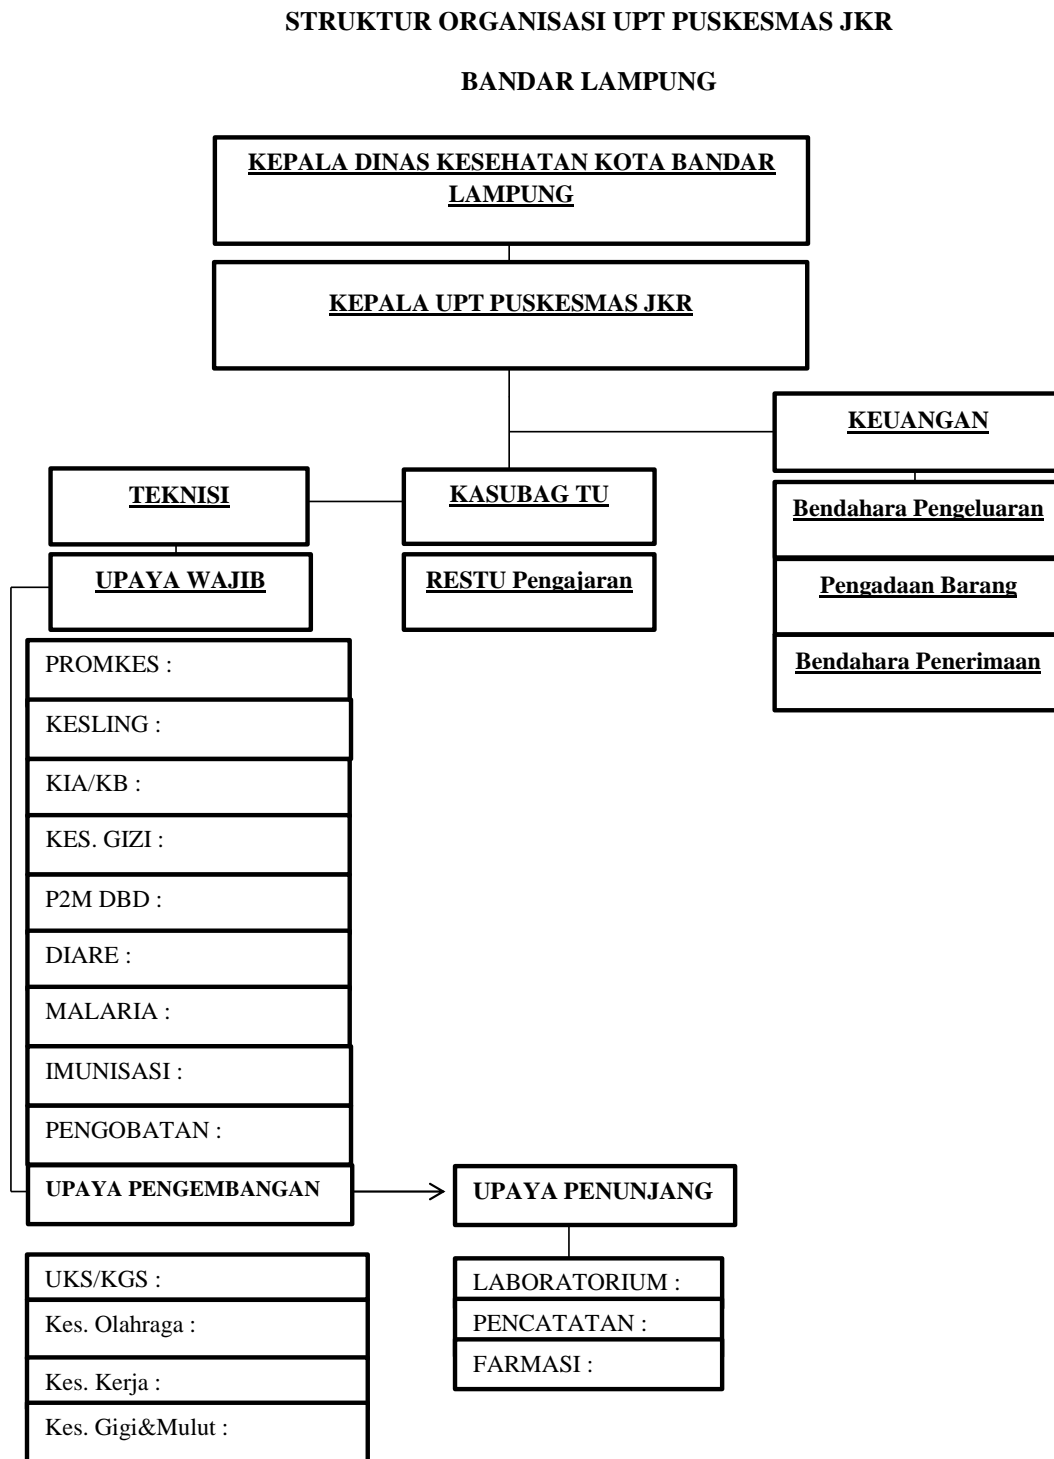 STRUKTUR ORGANISASI UPT PUSKESMAS JKR
BANDAR LAMPUNG
KEPALA DINAS KESEHATAN KOTA BANDAR
LAMPUNG
KEPALA UPT PUSKESMAS JKR
KEUANGAN
TEKNISI
KASUBAG TU
Bendahara Pengeluaran
UPAYA WAJIB
RESTU Pengajaran
Pengadaan Barang
Bendahara Penerimaan
PROMKES :
KESLING :
KIA/KB :
KES. GIZI :
P2M DBD :
DIARE :
MALARIA :
IMUNISASI :
PENGOBATAN :
UPAYA PENGEMBANGAN
UPAYA PENUNJANG
UKS/KGS :
Kes. Olahraga :
Kes. Kerja :
Kes. Gigi&Mulut :
LABORATORIUM :
PENCATATAN :
FARMASI :